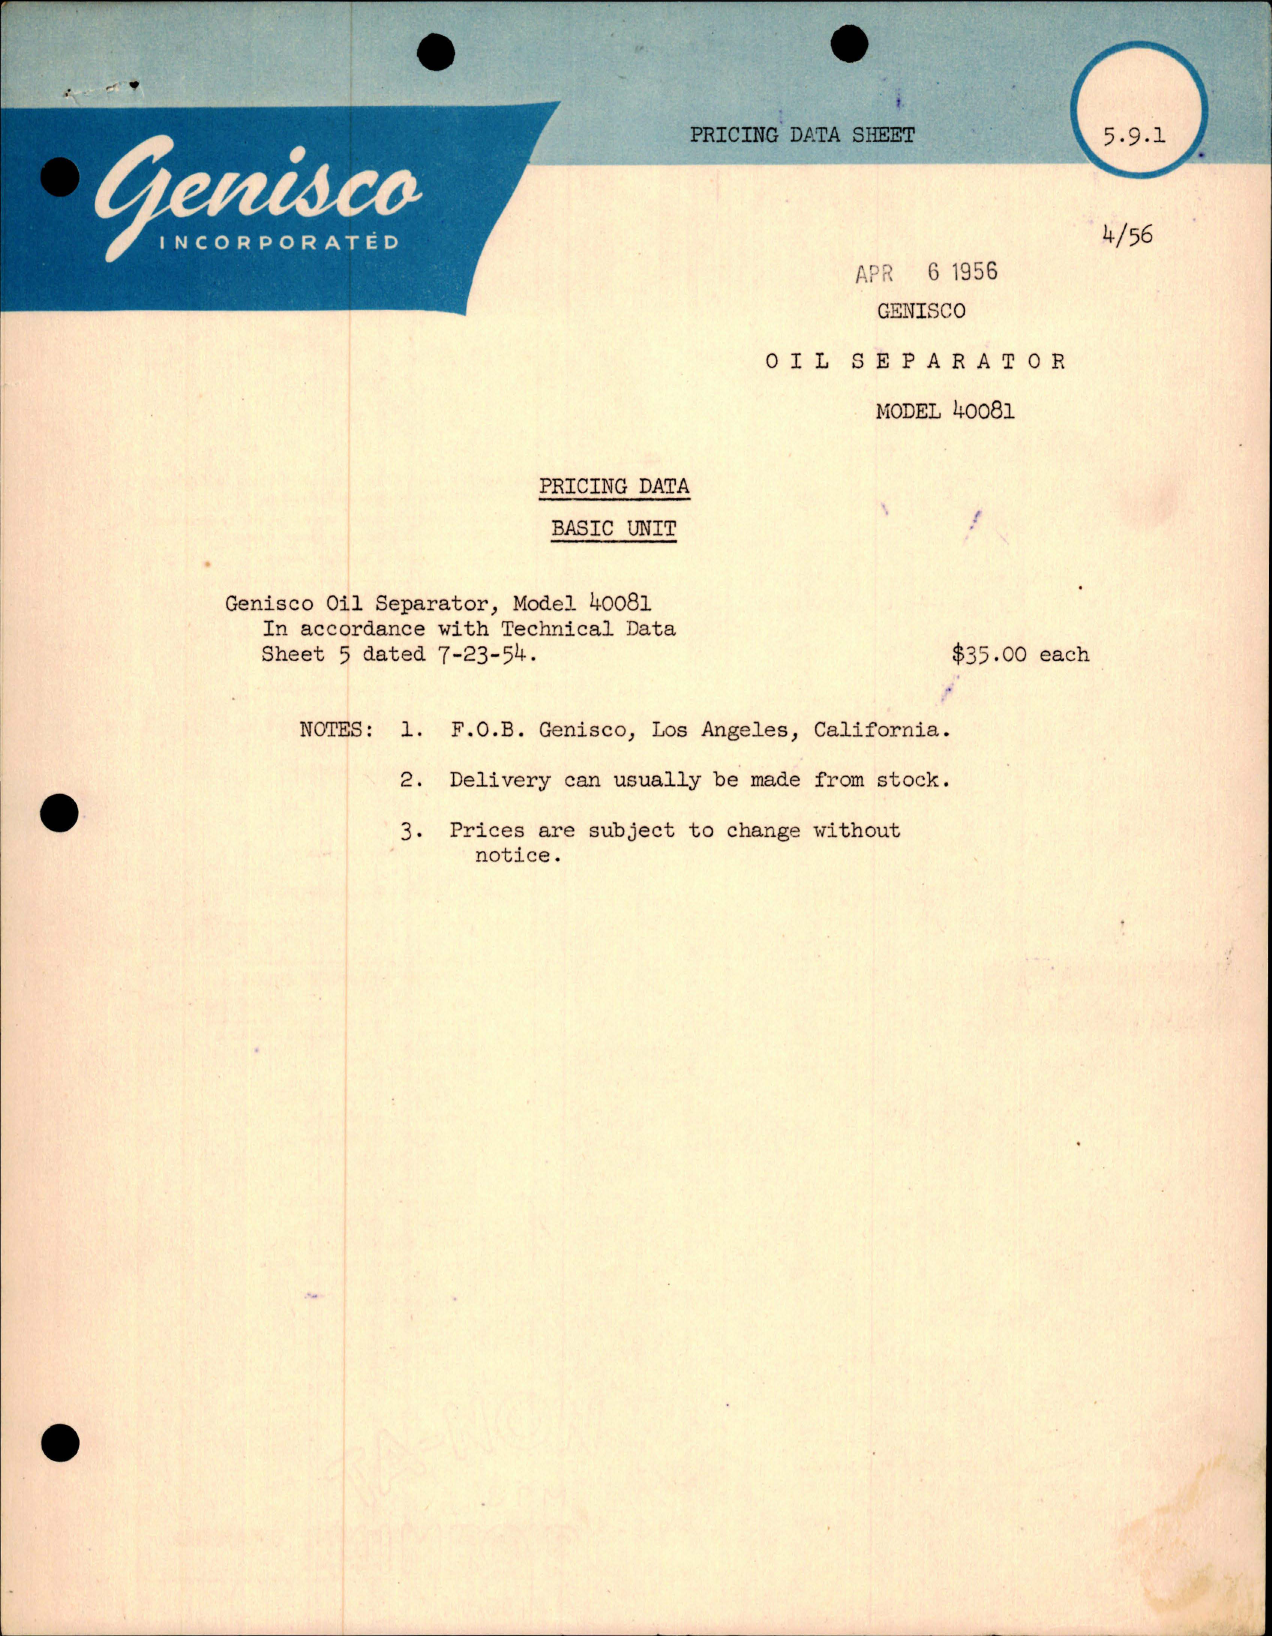 Genisco
INCORPORATED
PRICING DATA SHEET
5.9.1
4/56
APR 6 1956
GENISCO
OIL SEPARATOR
MODEL 40081
PRICING DATA
BASIC UNIT
Genisco Oil Separator, Model 40081
In accordance with Technical Data
Sheet 5 dated 7-23-54. $35.00 each
NOTES: 1. F.O.B. Genisco, Los Angeles, California.
2. Delivery can usually be made from stock.
3. Prices are subject to change without
notice.